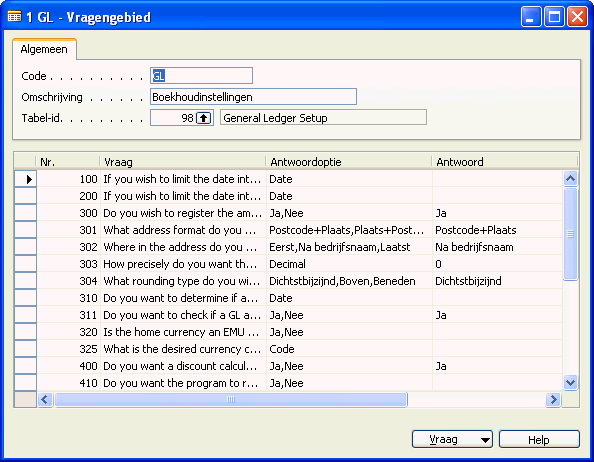 1 GL - Vragengebied
Algemeen
Code . . . . . . . . . . GL
Omschrijving . . . . . . Boekhoudinstellingen
Tabel-id. . . . . . . . . 98 General Ledger Setup
Nr. Vraag Antwoordoptie Antwoord
100 If you wish to limit the date int... Date
200 If you wish to limit the date int... Date
300 Do you wish to register the am... Ja,Nee Ja
301 What address format do you ... Postcode+Plaats,Plaats+Post... Postcode+Plaats
302 Where in the address do you ... Eerst,Na bedrijfsnaam,Laatst Na bedrijfsnaam
303 How precisely do you want th... Decimal 0
304 What rounding type do you wi... Dichtstbijzijnd,Boven,Beneden Dichtstbijzijnd
310 Do you want to determine if a... Date
311 Do you want to check if a GL a... Ja,Nee Ja
320 Is the home currency an EMU ... Ja,Nee
325 What is the desired currency c... Code
400 Do you want a discount calcul... Ja,Nee Ja
410 Do you want the program to r... Ja,Nee
Vraag Help